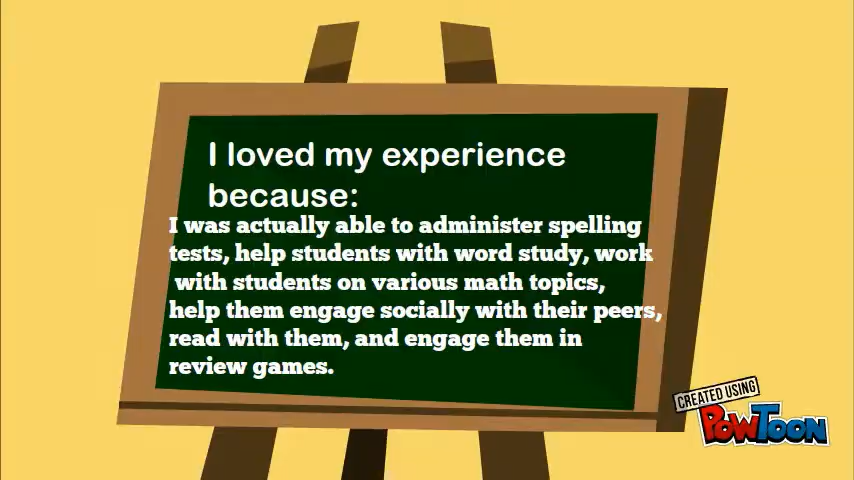 I loved my experience
because:
I was actually able to administer spelling
tests, help students with word study, work
with students on various math topics,
help them engage socially with their peers,
read with them, and engage them in
review games.
CREATED USING
POWTOON